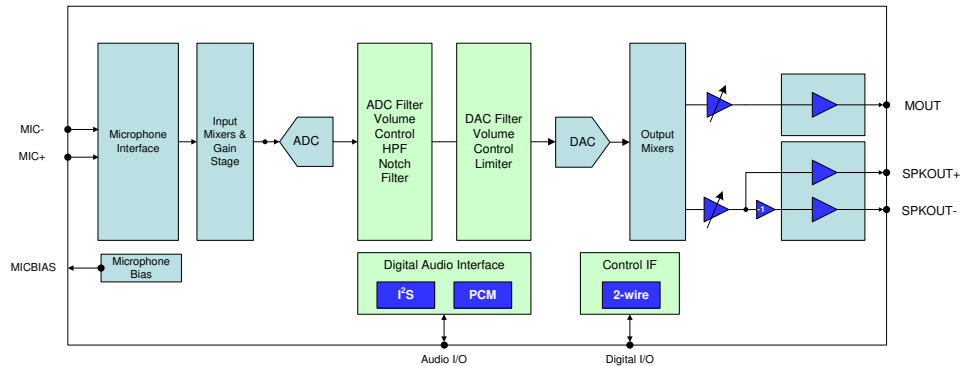 MIC-
MIC+
MICBIAS
Microphone
Interface
Microphone
Bias
Input
Mixers &
Gain
Stage
ADC
ADC Filter
Volume
Control
HPF
Notch
Filter
DAC Filter
Volume
Control
Limiter
DAC
Output
Mixers
-1
MOUT
SPKOUT+
SPKOUT-
Digital Audio Interface
I²S
PCM
Control IF
2-wire
Audio I/O
Digital I/O